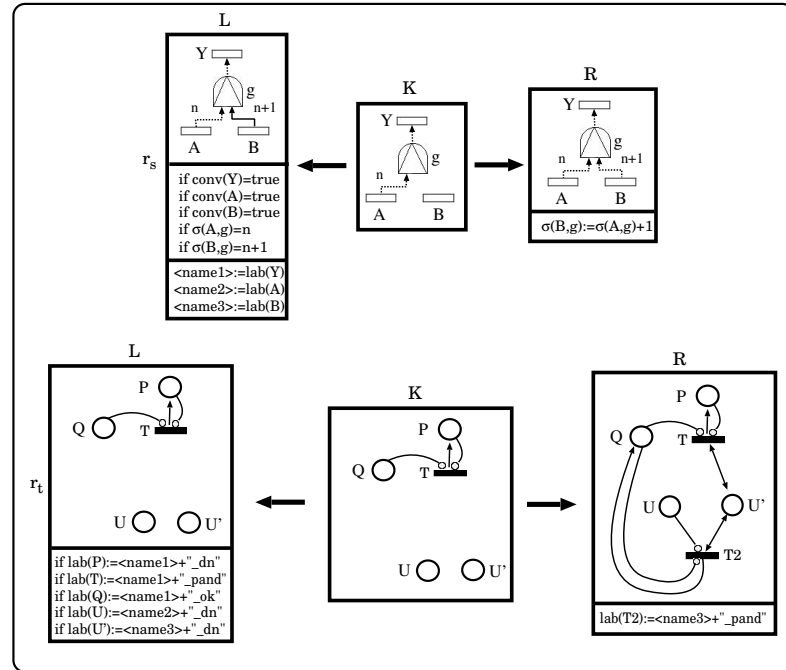 L
Y
g
n
n+1
A
B
r_s
if conv(Y)=true
if conv(A)=true
if conv(B)=true
if σ(A,g)=n
if σ(B,g)=n+1
<name1>:=lab(Y)
<name2>:=lab(A)
<name3>:=lab(B)
K
Y
g
n
A
B
R
Y
g
n
n+1
A
B
σ(B,g):=σ(A,g)+1
L
P
Q
T
r_t
U
U'
if lab(P):=<name1>+"_dn"
if lab(T):=<name1>+"_pand"
if lab(Q):=<name1>+"_ok"
if lab(U):=<name2>+"_dn"
if lab(U'):=<name3>+"_dn"
K
P
Q
T
U
U'
R
P
Q
T
U
U'
T2
lab(T2):=<name3>+"_pand"